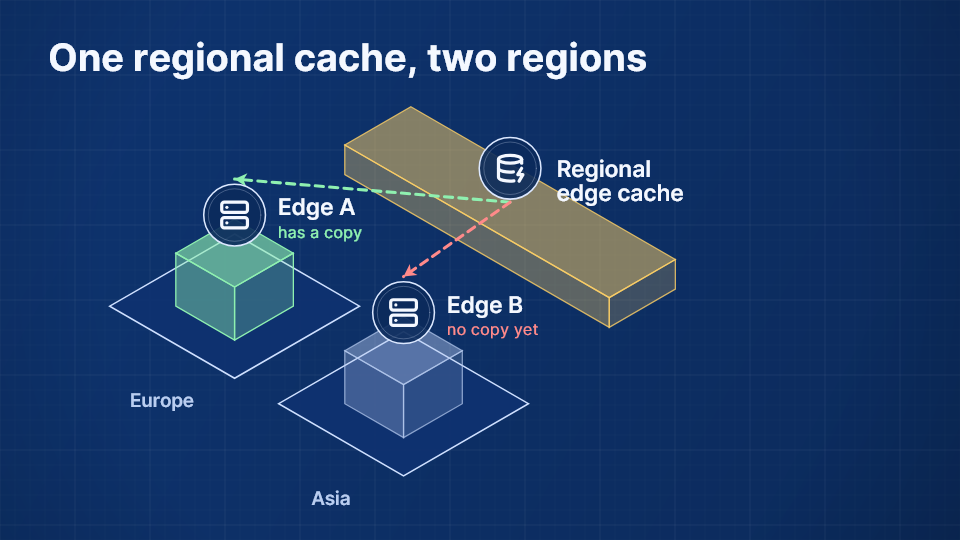 One regional cache, two regions
Regional
edge cache
Edge A
has a copy
Edge B
no copy yet
Europe
Asia